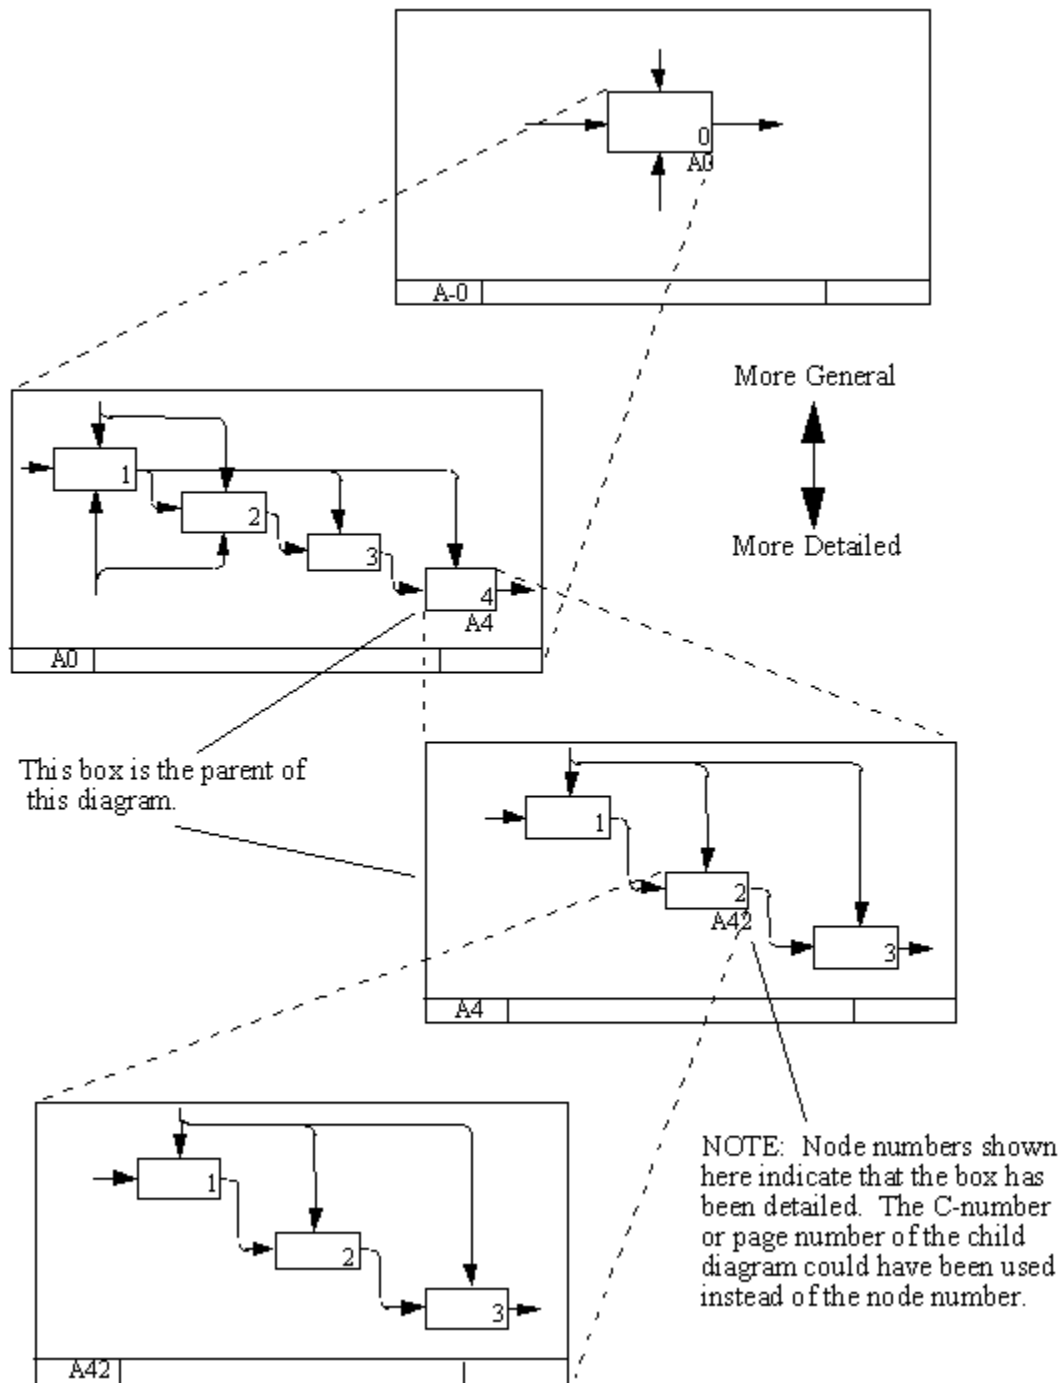 0
A0
A-0
More General
More Detailed
1
2
3
4
A4
A0
This box is the parent of
this diagram.
1
2
A42
3
A4
NOTE: Node numbers shown
here indicate that the box has
been detailed. The C-number
or page number of the child
diagram could have been used
instead of the node number.
1
2
3
A42